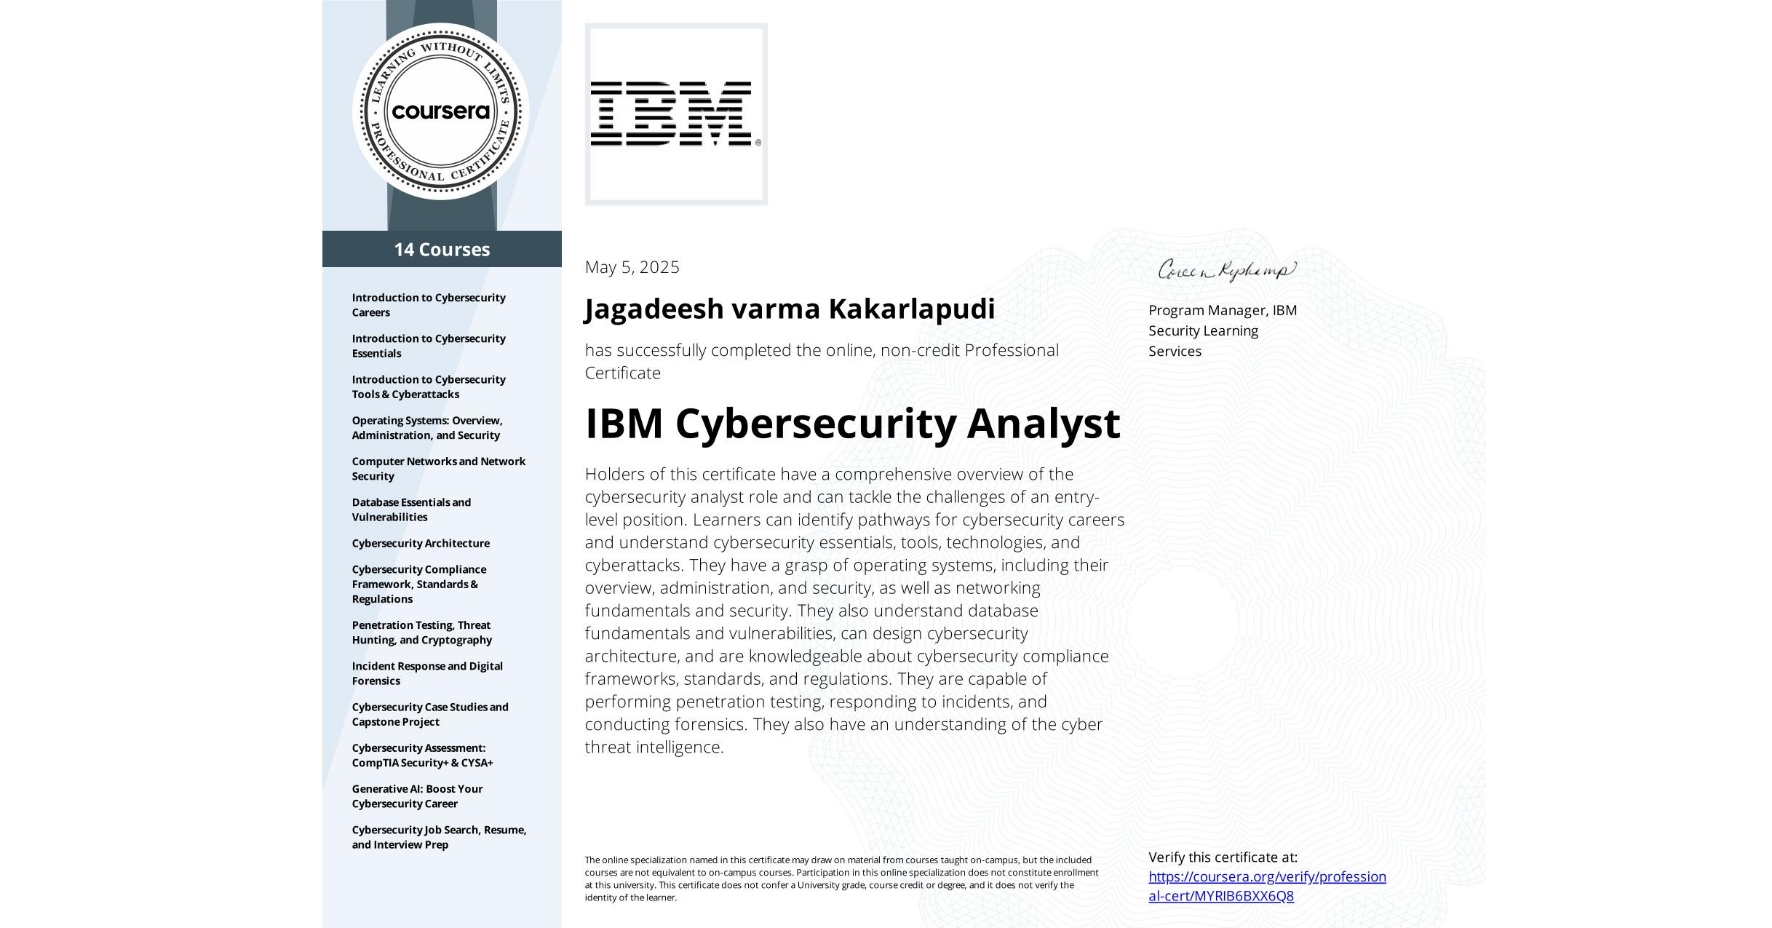 LEARNING WITHOUT LIMITS
coursera
PROFESSIONAL CERTIFICATE
14 Courses
Introduction to Cybersecurity
Careers
Introduction to Cybersecurity
Essentials
Introduction to Cybersecurity
Tools & Cyberattacks
Operating Systems: Overview,
Administration, and Security
Computer Networks and Network
Security
Database Essentials and
Vulnerabilities
Cybersecurity Architecture
Cybersecurity Compliance
Framework, Standards &
Regulations
Penetration Testing, Threat
Hunting, and Cryptography
Incident Response and Digital
Forensics
Cybersecurity Case Studies and
Capstone Project
Cybersecurity Assessment:
CompTIA Security+ & CYSA+
Generative AI: Boost Your
Cybersecurity Career
Cybersecurity Job Search, Resume,
and Interview Prep
IBM®
May 5, 2025
Jagadeesh varma Kakarlapudi
has successfully completed the online, non-credit Professional
Certificate
IBM Cybersecurity Analyst
Holders of this certificate have a comprehensive overview of the
cybersecurity analyst role and can tackle the challenges of an entry-
level position. Learners can identify pathways for cybersecurity careers
and understand cybersecurity essentials, tools, technologies, and
cyberattacks. They have a grasp of operating systems, including their
overview, administration, and security, as well as networking
fundamentals and security. They also understand database
fundamentals and vulnerabilities, can design cybersecurity
architecture, and are knowledgeable about cybersecurity compliance
frameworks, standards, and regulations. They are capable of
performing penetration testing, responding to incidents, and
conducting forensics. They also have an understanding of the cyber
threat intelligence.
The online specialization named in this certificate may draw on material from courses taught on-campus, but the included
courses are not equivalent to on-campus courses. Participation in this online specialization does not constitute enrollment
at this university. This certificate does not confer a University grade, course credit or degree, and it does not verify the
identity of the learner.
Program Manager, IBM
Security Learning
Services
Verify this certificate at:
https://coursera.org/verify/profession
al-cert/MYRIB6BXX6Q8